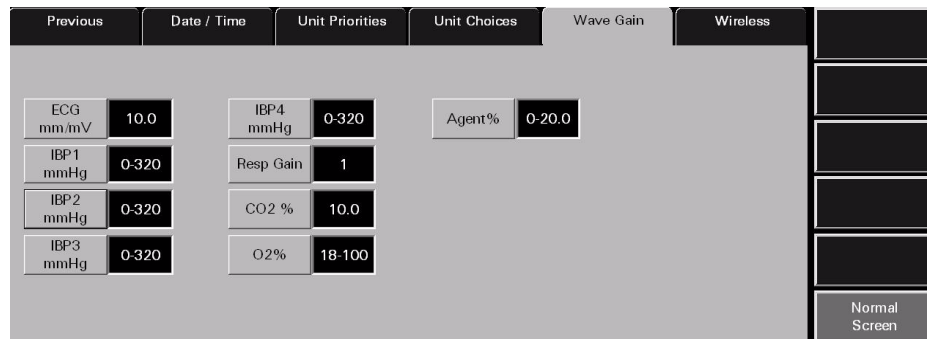 Previous
Date / Time
Unit Priorities
Unit Choices
Wave Gain
Wireless
ECG
mm/mV
10.0
IBP1
mmHg
0-320
IBP2
mmHg
0-320
IBP3
mmHg
0-320
IBP4
mmHg
0-320
Resp Gain
1
CO2 %
10.0
O2%
18-100
Agent%
0-20.0
Normal
Screen